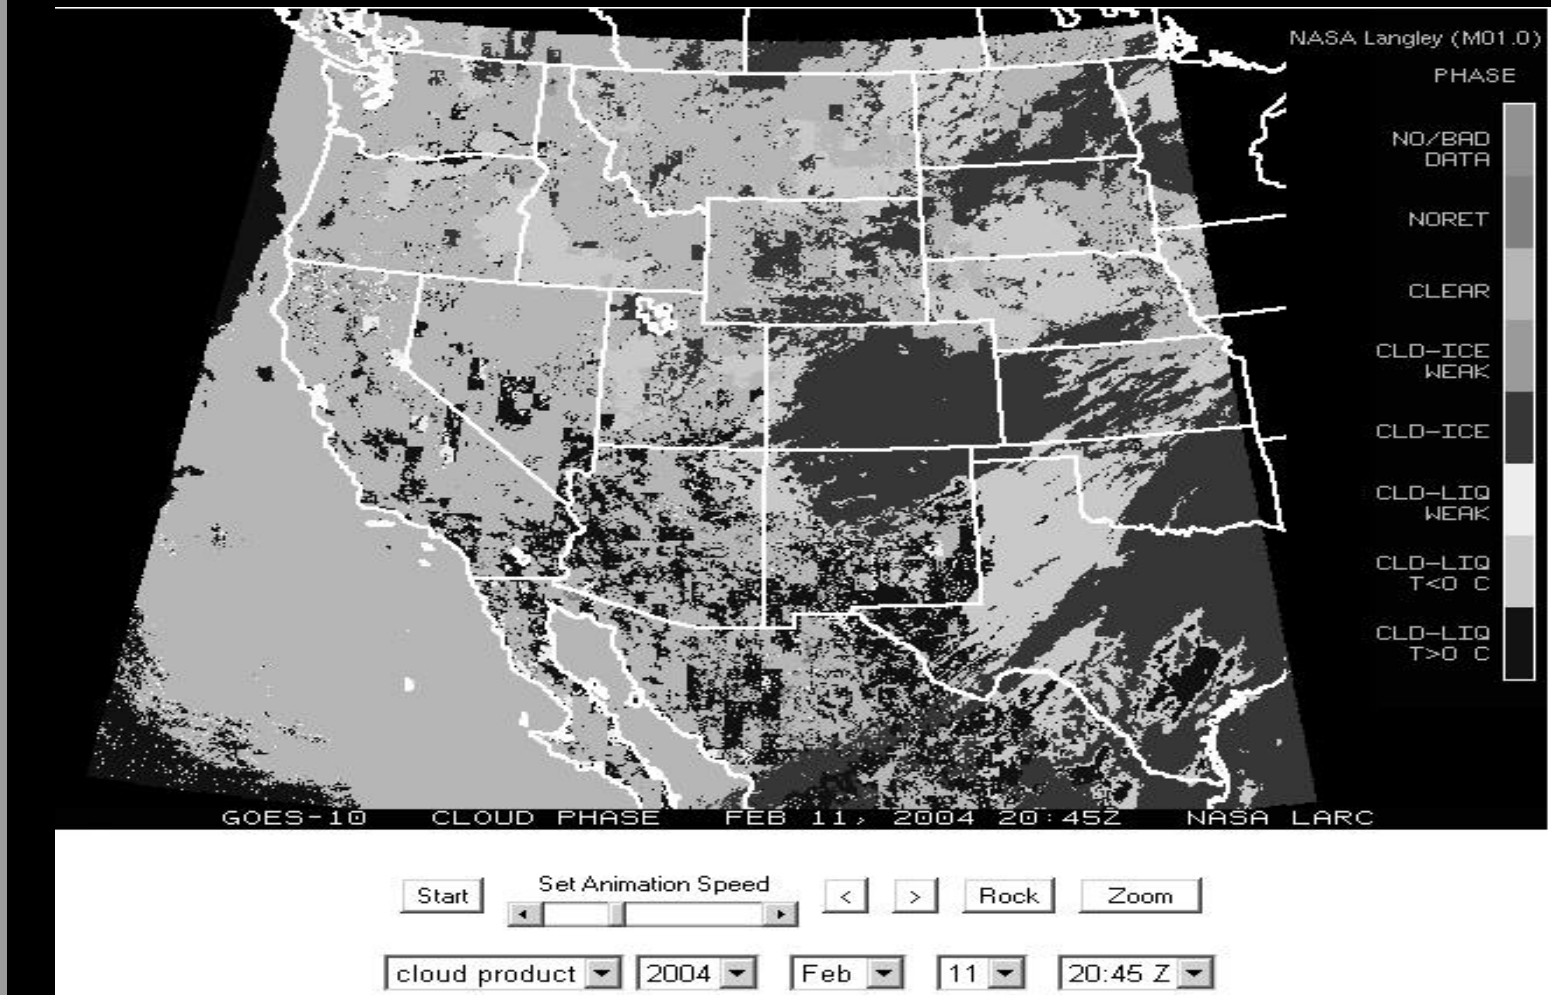 NASA Langley (M01.0)
PHASE
NO/BAD
DATA
NORET
CLEAR
CLD-ICE
WEAK
CLD-ICE
CLD-LIQ
WEAK
CLD-LIQ
T<0 C
CLD-LIQ
T>0 C
GOES-10 CLOUD PHASE FEB 11, 2004 20:45Z NASA LARC
Start Set Animation Speed < > Rock Zoom
cloud product 2004 Feb 11 20:45 Z